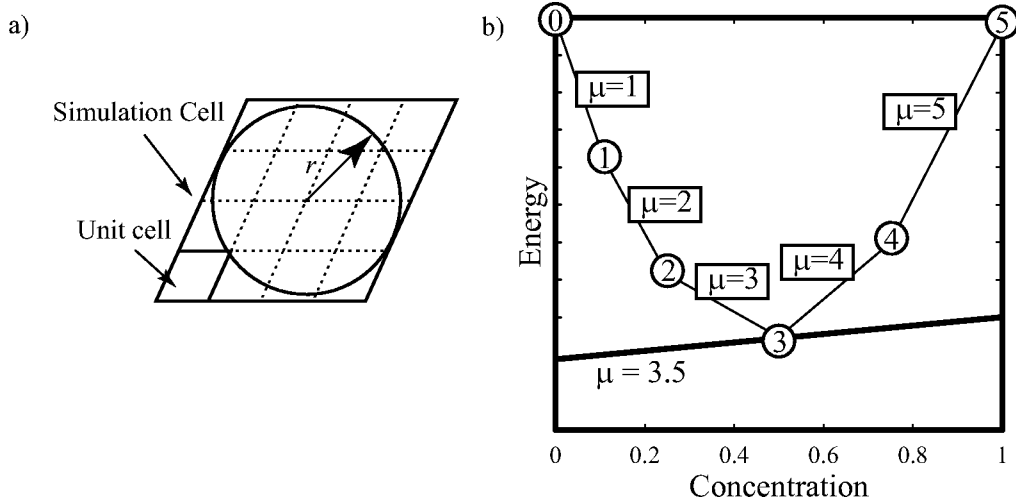 a)
Simulation Cell
Unit cell
r
b)
Energy
0
5
μ=1
μ=5
1
μ=2
4
μ=4
2
μ=3
3
μ = 3.5
0 0.2 0.4 0.6 0.8 1
Concentration